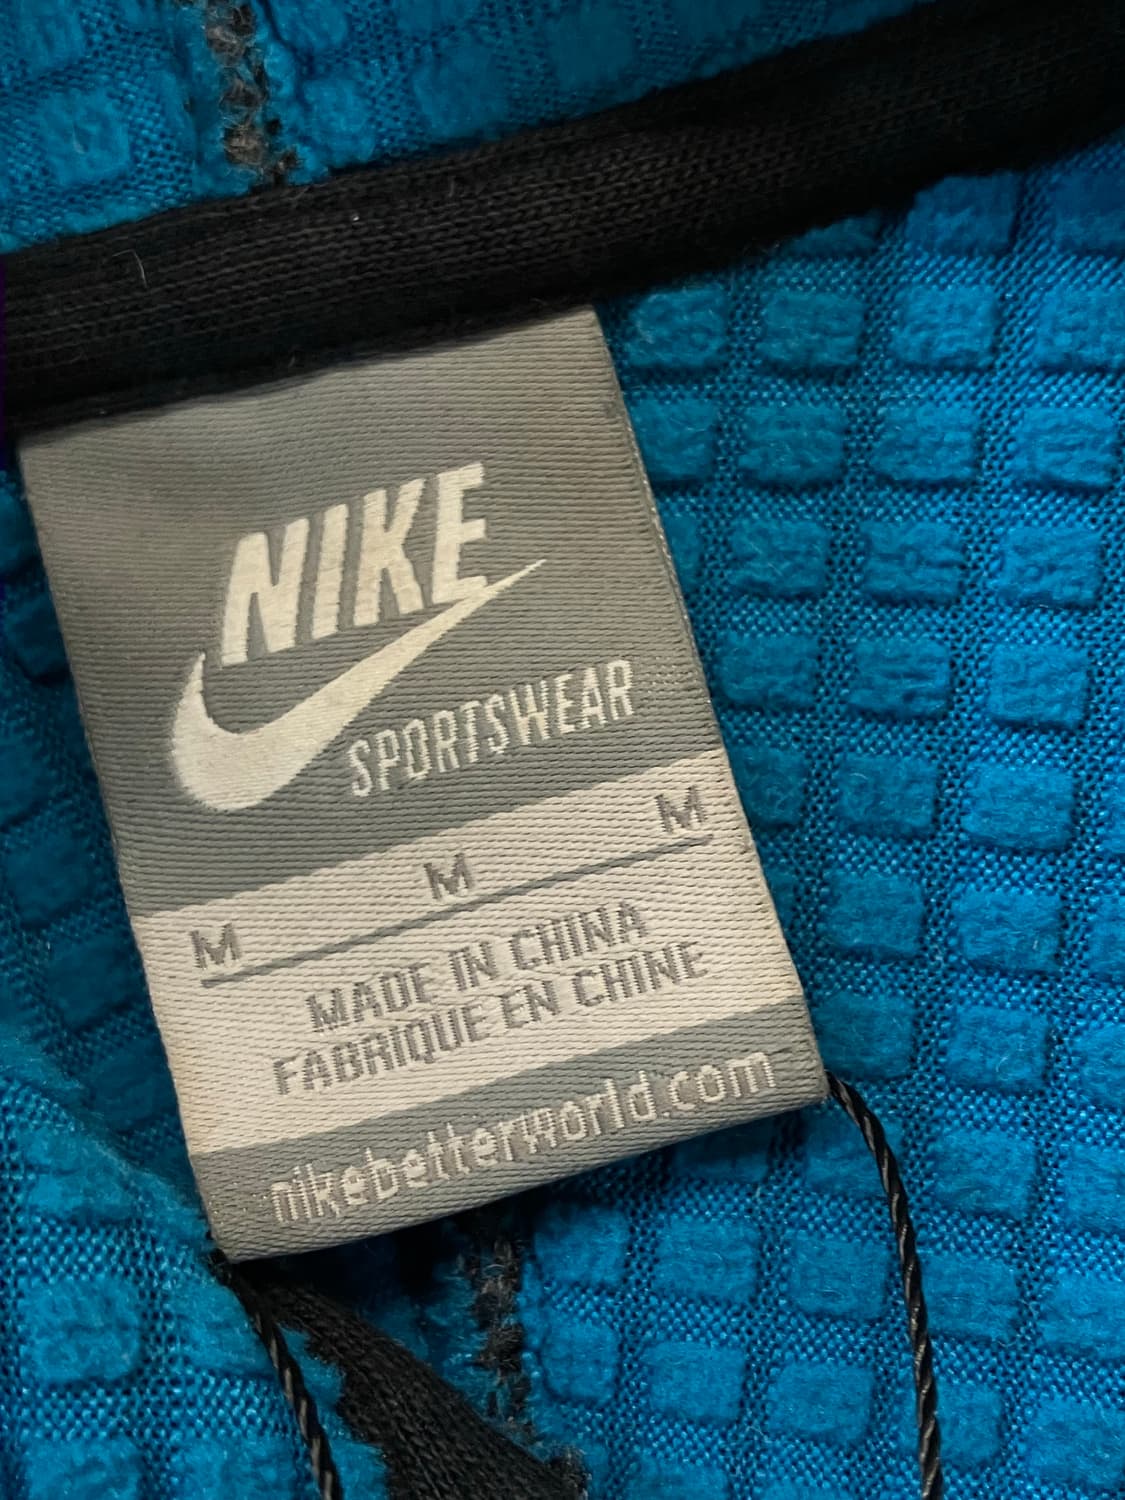 NIKE
SPORTSWEAR
M M M
MADE IN CHINA
FABRIQUE EN CHINE
nikebetterworld.com